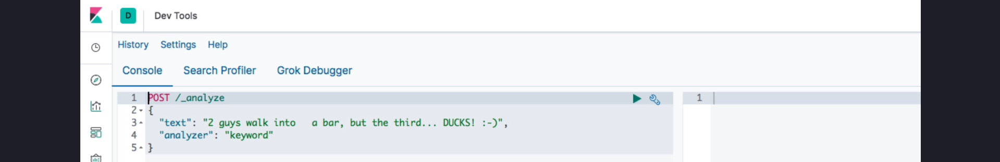 D Dev Tools
History Settings Help
Console Search Profiler Grok Debugger
1 POST /_analyze 1
2 {
3 "text": "2 guys walk into   a bar, but the third... DUCKS! :-)",
4 "analyzer": "keyword"
5 }